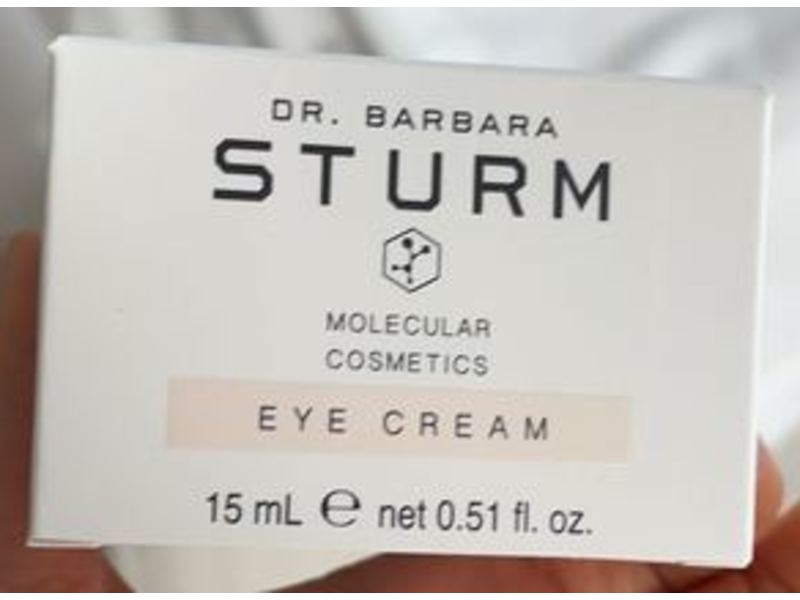 DR. BARBARA
STURM
MOLECULAR
COSMETICS
EYE CREAM
15 mL ℮ net 0.51 fl. oz.